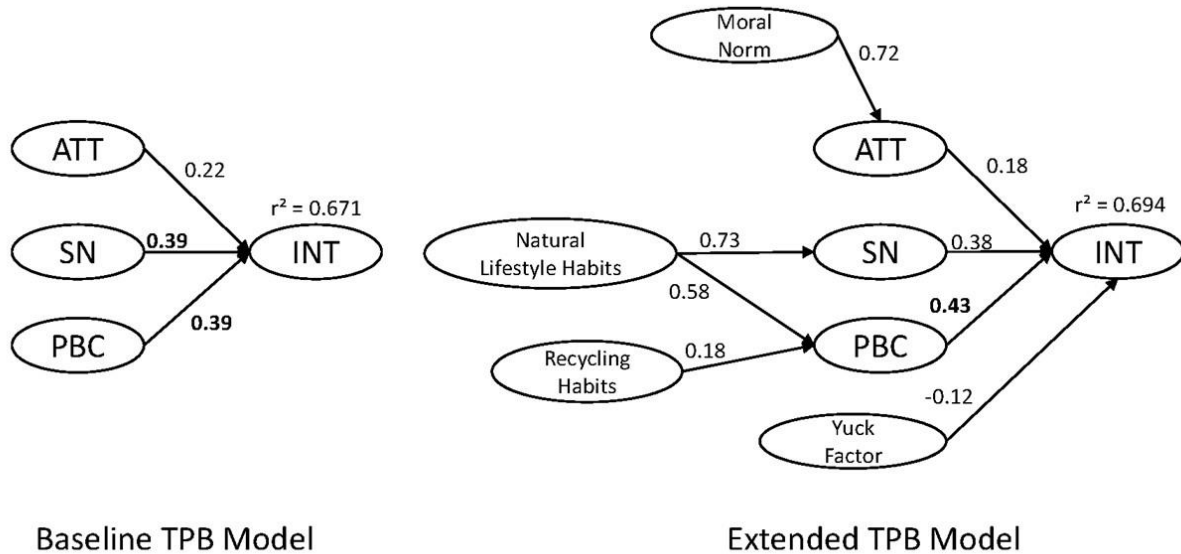 ATT
0.22
r² = 0.671
SN
0.39
INT
0.39
PBC
Baseline TPB Model
Moral
Norm
0.72
ATT
0.18
r² = 0.694
Natural
Lifestyle Habits
0.73
SN
0.38
INT
0.58
0.43
PBC
Recycling
Habits
0.18
-0.12
Yuck
Factor
Extended TPB Model